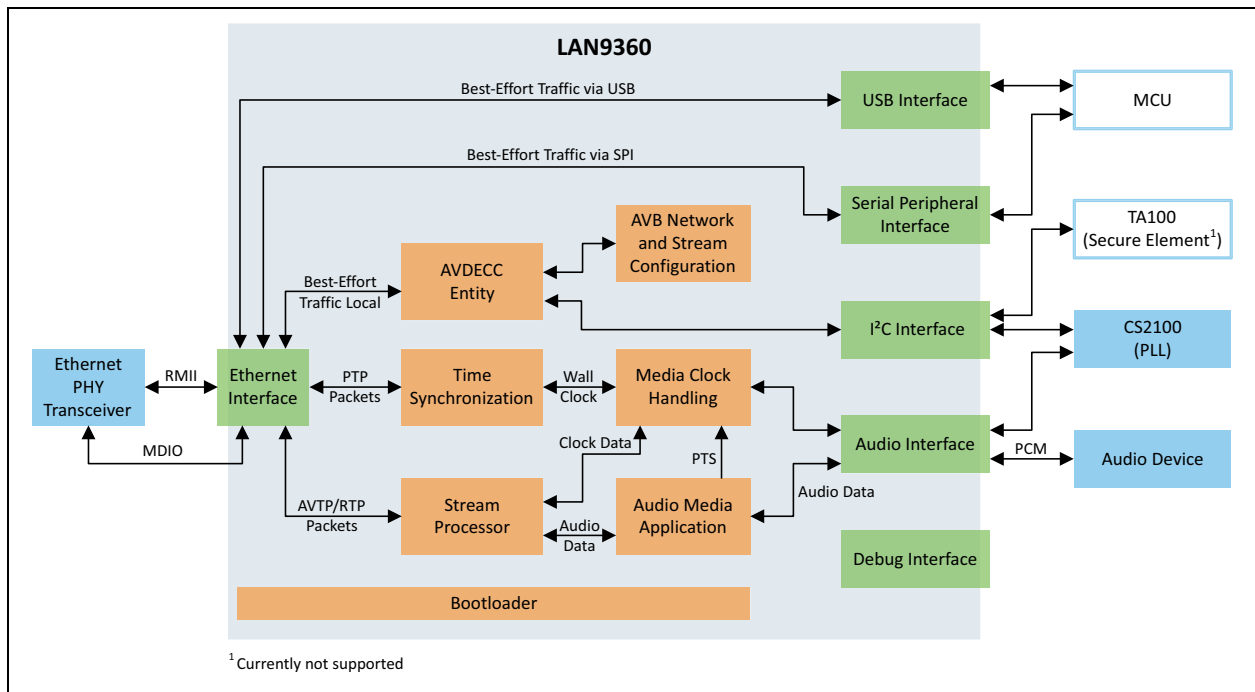 LAN9360
Best-Effort Traffic via USB
USB Interface
MCU
Best-Effort Traffic via SPI
Serial Peripheral
Interface
TA100
(Secure Element¹)
AVB Network
and Stream
Configuration
AVDECC
Entity
Best-Effort
Traffic Local
I²C Interface
CS2100
(PLL)
Ethernet
PHY
Transceiver
RMII
Ethernet
Interface
PTP
Packets
Time
Synchronization
Wall
Clock
Media Clock
Handling
MDIO
Clock Data
PTS
Audio Interface
PCM
Audio Device
Audio Data
AVTP/RTP
Packets
Stream
Processor
Audio
Data
Audio Media
Application
Debug Interface
Bootloader
¹ Currently not supported